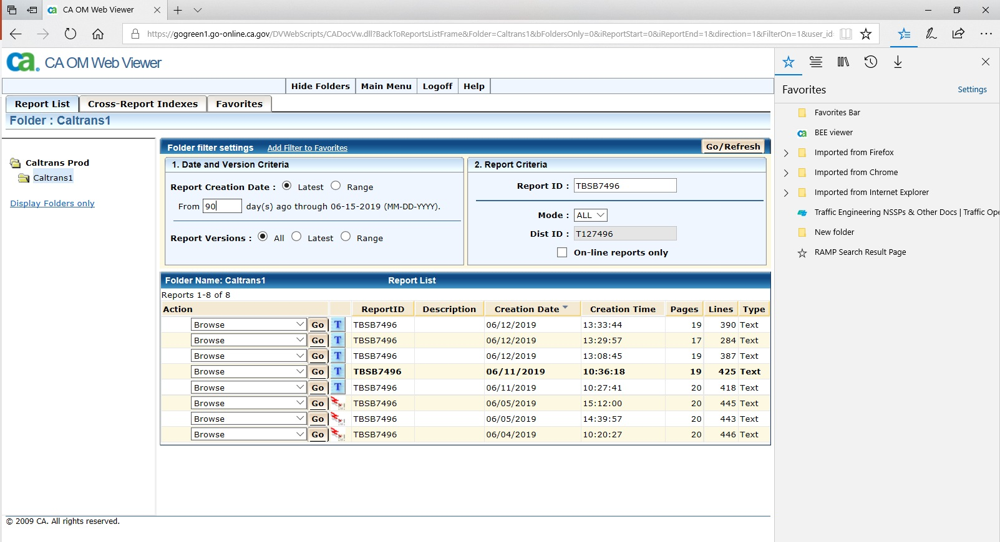 CA OM Web Viewer
https://gogreen1.go-online.ca.gov/DVWebScripts/CADocVw.dll?BackToReportsListFrame&Folder=Caltrans1&bFoldersOnly=0&iReportStart=0&iReportEnd=1&direction=1&FilterOn=1&user_id=
ca. CA OM Web Viewer
Hide Folders Main Menu Logoff Help
Report List Cross-Report Indexes Favorites
Folder : Caltrans1
Caltrans Prod
Caltrans1
Display Folders only
Folder filter settings Add Filter to Favorites Go/Refresh
1. Date and Version Criteria
Report Creation Date : Latest Range
From 90 day(s) ago through 06-15-2019 (MM-DD-YYYY).
Report Versions : All Latest Range
2. Report Criteria
Report ID : TBSB7496
Mode : ALL
Dist ID : T127496
On-line reports only
Folder Name: Caltrans1 Report List
Reports 1-8 of 8
Action ReportID Description Creation Date Creation Time Pages Lines Type
Browse Go T TBSB7496 06/12/2019 13:33:44 19 390 Text
Browse Go T TBSB7496 06/12/2019 13:29:57 17 284 Text
Browse Go T TBSB7496 06/12/2019 13:08:45 19 387 Text
Browse Go T TBSB7496 06/11/2019 10:36:18 19 425 Text
Browse Go T TBSB7496 06/11/2019 10:27:41 20 418 Text
Browse Go TBSB7496 06/05/2019 15:12:00 20 445 Text
Browse Go TBSB7496 06/05/2019 14:39:57 20 443 Text
Browse Go TBSB7496 06/04/2019 10:20:27 20 446 Text
© 2009 CA. All rights reserved.
Favorites Settings
Favorites Bar
BEE viewer
Imported from Firefox
Imported from Chrome
Imported from Internet Explorer
Traffic Engineering NSSPs & Other Docs | Traffic Ope
New folder
RAMP Search Result Page